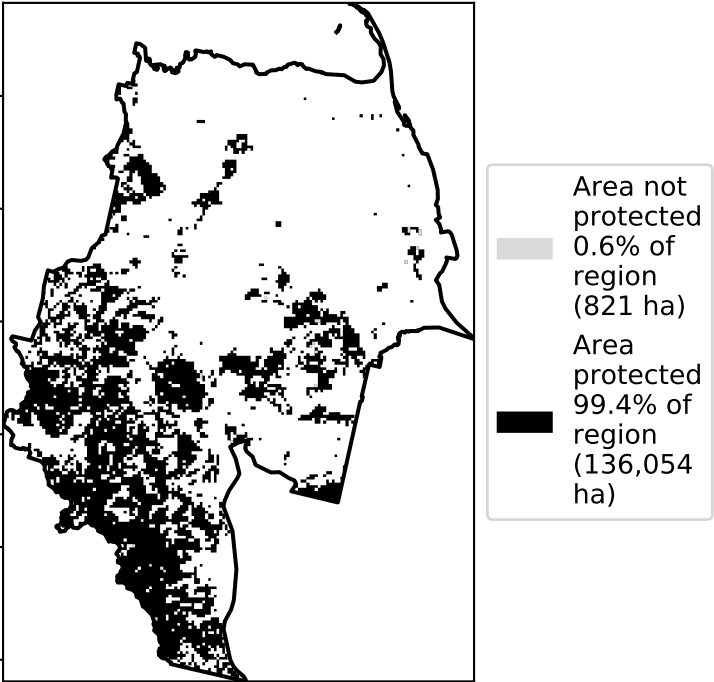 Area not
protected
0.6% of
region
(821 ha)
Area
protected
99.4% of
region
(136,054
ha)